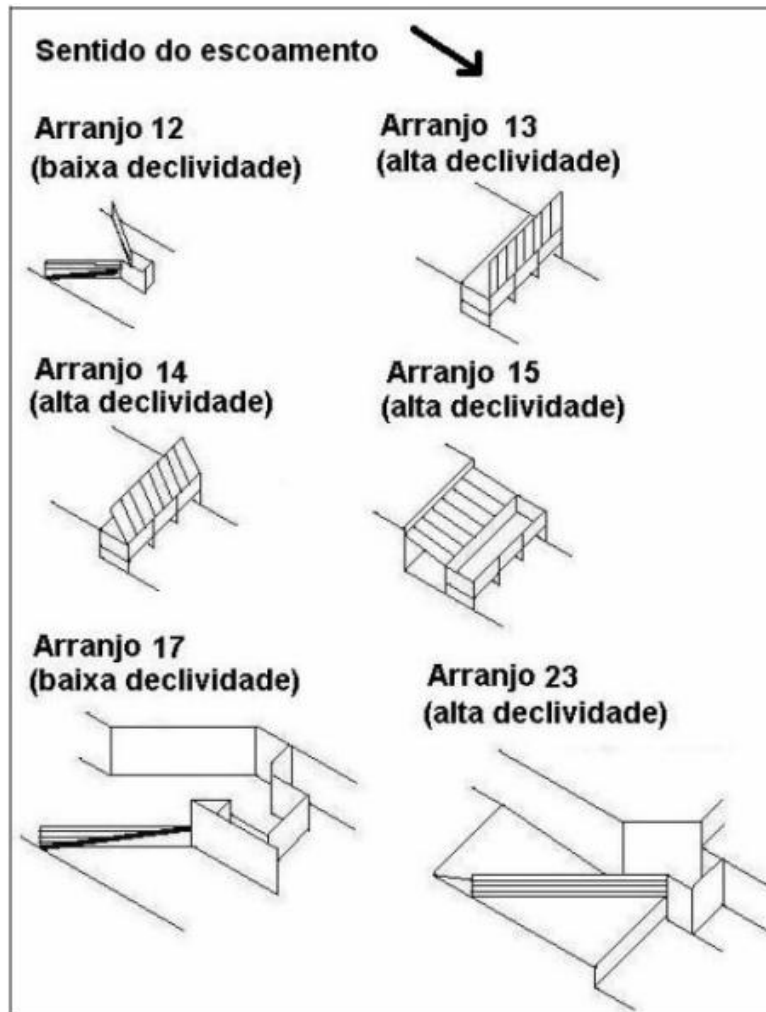 Sentido do escoamento
Arranjo 12
(baixa declividade)
Arranjo 13
(alta declividade)
Arranjo 14
(alta declividade)
Arranjo 15
(alta declividade)
Arranjo 17
(baixa declividade)
Arranjo 23
(alta declividade)